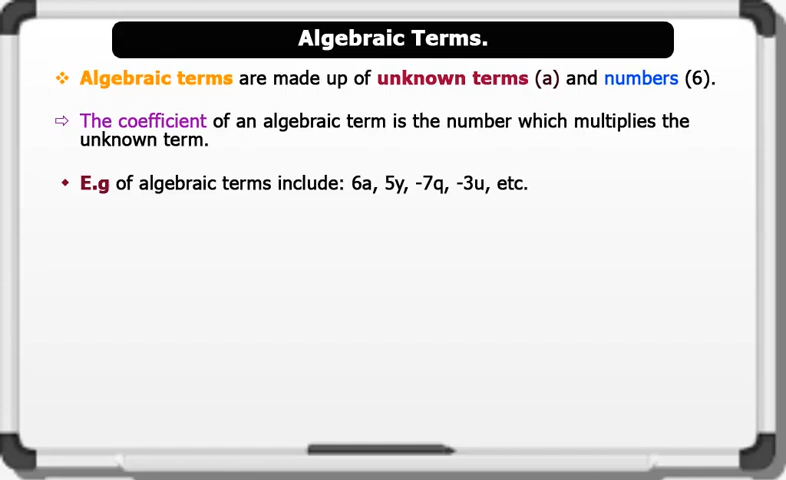 Algebraic Terms.
❖ Algebraic terms are made up of unknown terms (a) and numbers (6).
⇨ The coefficient of an algebraic term is the number which multiplies the
unknown term.
◆ E.g of algebraic terms include: 6a, 5y, -7q, -3u, etc.